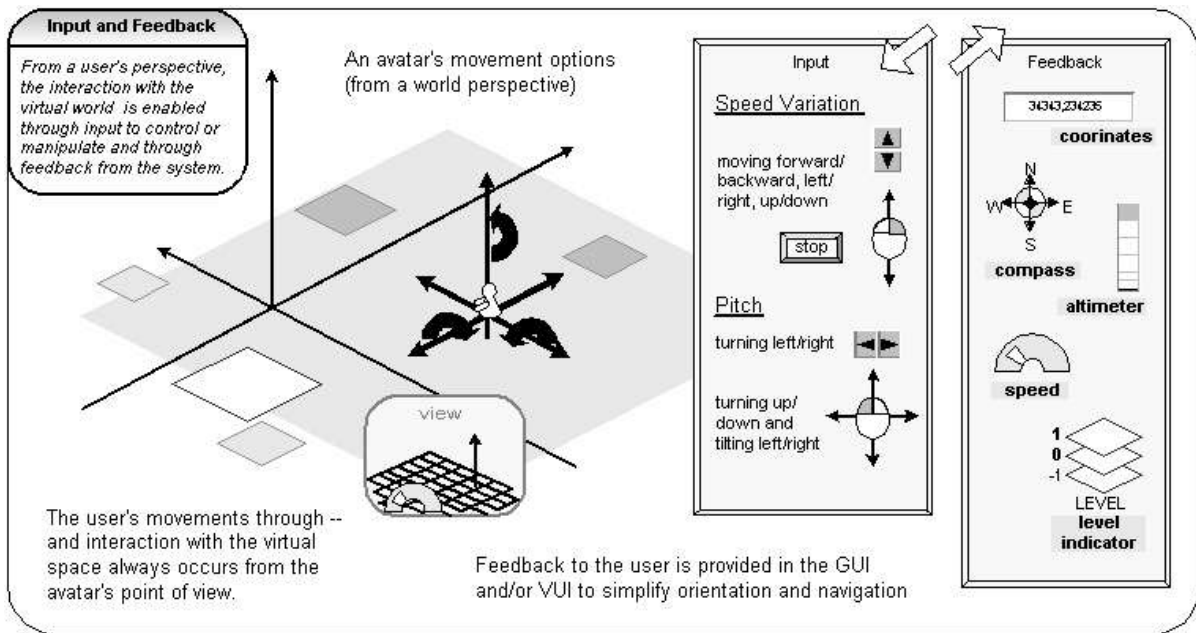 Input and Feedback
From a user's perspective,
the interaction with the
virtual world is enabled
through input to control or
manipulate and through
feedback from the system.
An avatar's movement options
(from a world perspective)
view
The user's movements through --
and interaction with the virtual
space always occurs from the
avatar's point of view.
Feedback to the user is provided in the GUI
and/or VUI to simplify orientation and navigation
Input
Speed Variation
moving forward/
backward, left/
right, up/down
stop
Pitch
turning left/right
turning up/
down and
tilting left/right
Feedback
34343,234235
coorinates
N
W E
S
compass
altimeter
speed
1
0
-1
LEVEL
level
indicator